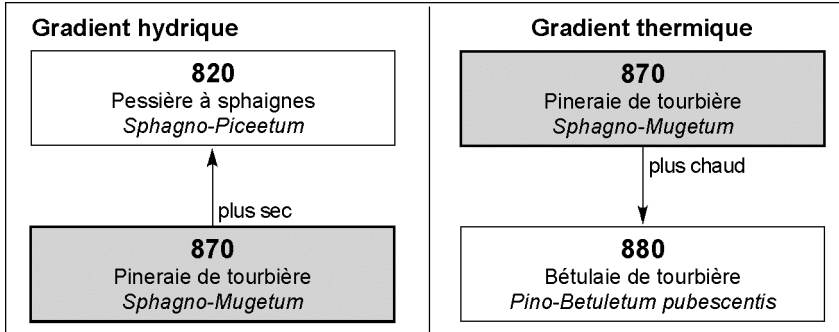 Gradient hydrique
820
Pessière à sphaignes
Sphagno-Piceetum
plus sec
870
Pineraie de tourbière
Sphagno-Mugetum
Gradient thermique
870
Pineraie de tourbière
Sphagno-Mugetum
plus chaud
880
Bétulaie de tourbière
Pino-Betuletum pubescentis